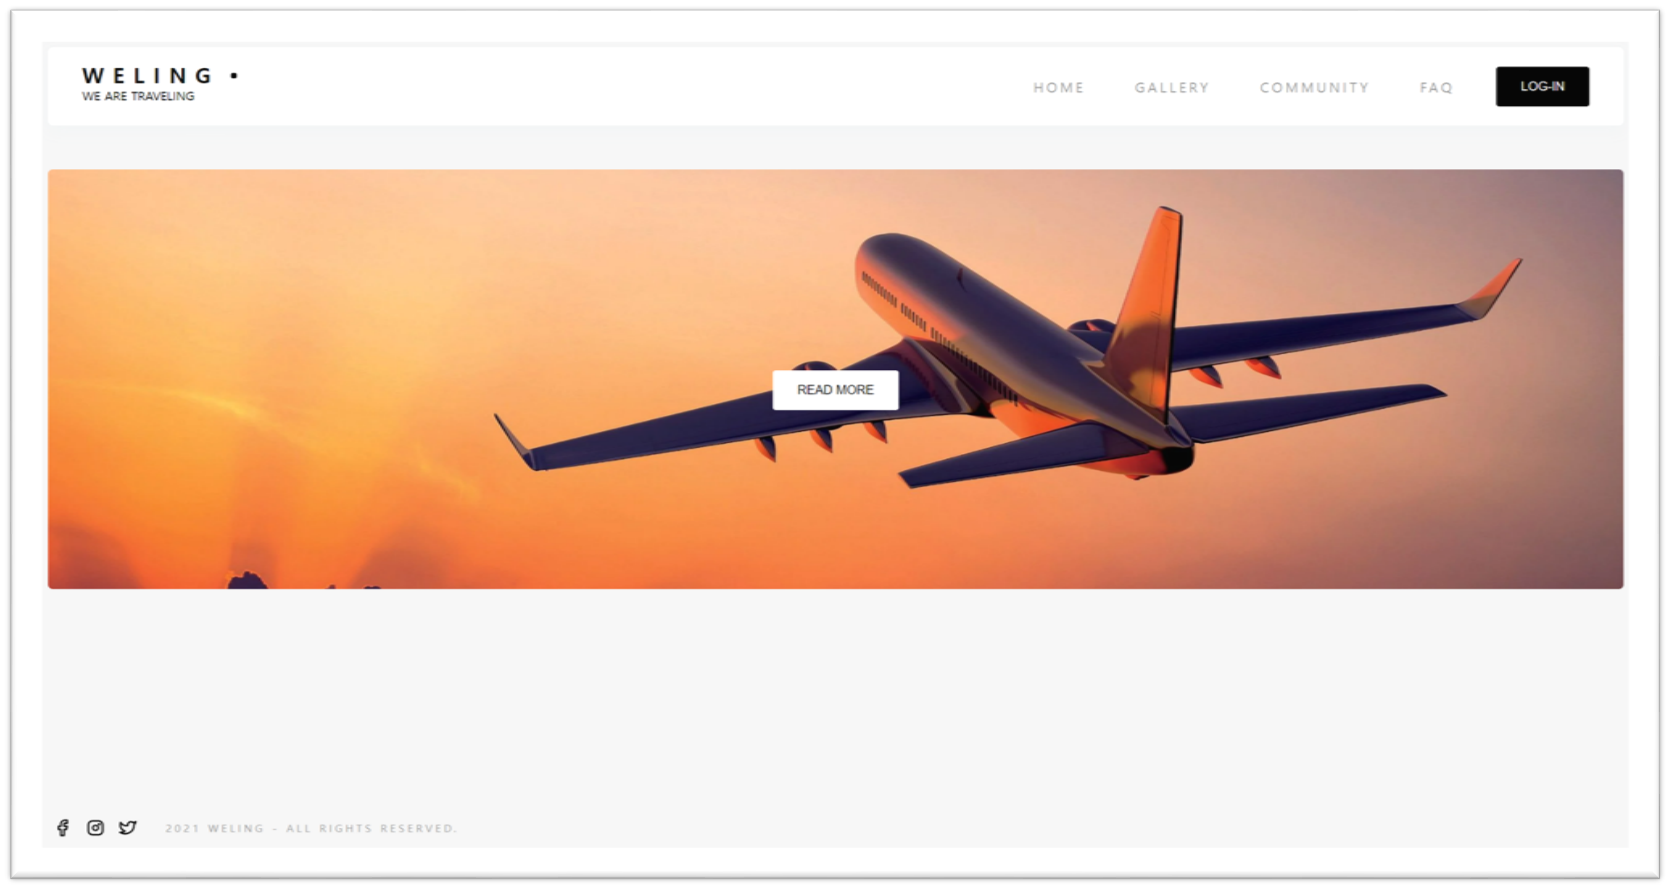 WELING •
WE ARE TRAVELING
HOME GALLERY COMMUNITY FAQ LOG-IN
READ MORE
2021 WELING - ALL RIGHTS RESERVED.